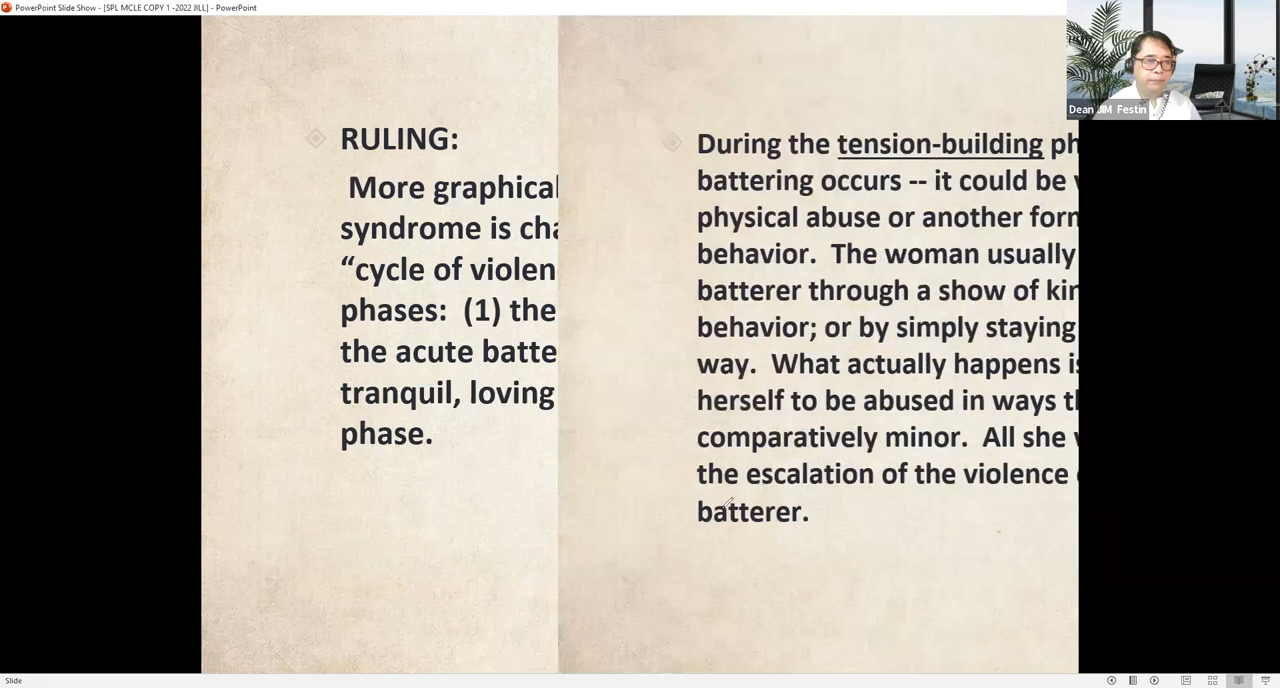 PowerPoint Slide Show - [SPL MCLE COPY 1 -2022 JILL] - PowerPoint
Dean JIM Festin
RULING:
More graphical
syndrome is cha
“cycle of violen
phases: (1) the
the acute batte
tranquil, loving
phase.
During the tension-building ph
battering occurs -- it could be v
physical abuse or another form
behavior. The woman usually
batterer through a show of kin
behavior; or by simply staying
way. What actually happens is
herself to be abused in ways th
comparatively minor. All she w
the escalation of the violence
batterer.
Slide